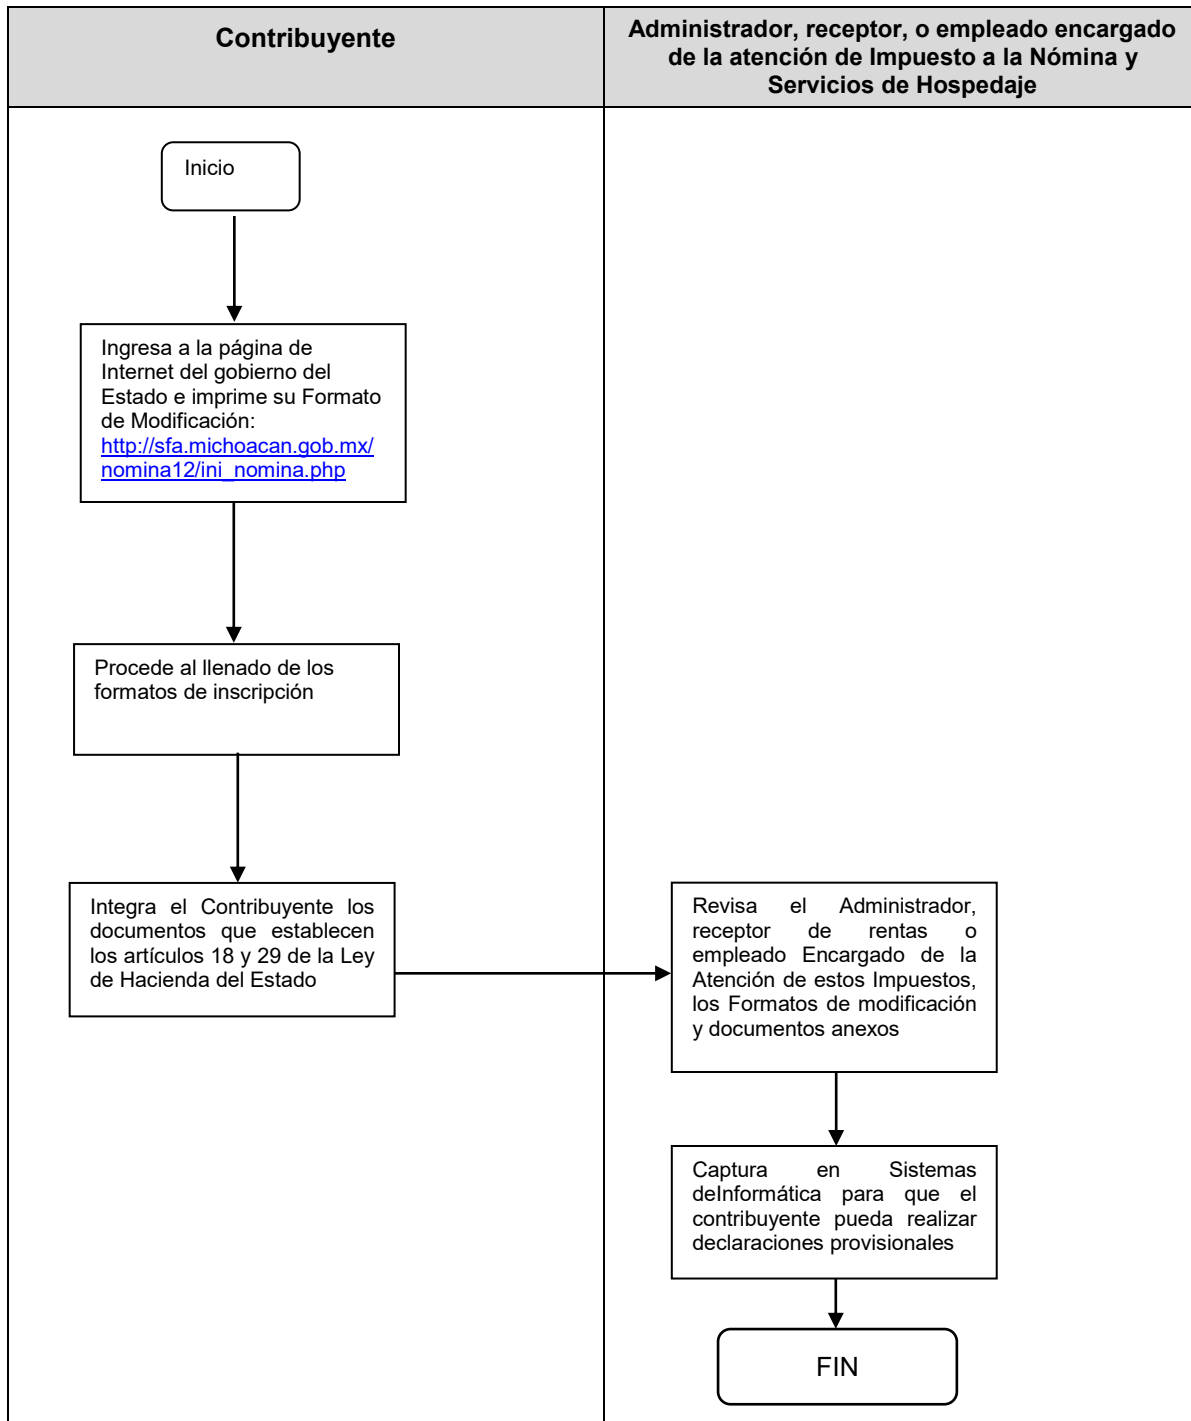 Contribuyente
Administrador, receptor, o empleado encargado
de la atención de Impuesto a la Nómina y
Servicios de Hospedaje
Inicio
Ingresa a la página de
Internet del gobierno del
Estado e imprime su Formato
de Modificación:
http://sfa.michoacan.gob.mx/
nomina12/ini_nomina.php
Procede al llenado de los
formatos de inscripción
Integra el Contribuyente los
documentos que establecen
los artículos 18 y 29 de la Ley
de Hacienda del Estado
Revisa el Administrador,
receptor de rentas o
empleado Encargado de la
Atención de estos Impuestos,
los Formatos de modificación
y documentos anexos
Captura en Sistemas
deInformática para que el
contribuyente pueda realizar
declaraciones provisionales
FIN